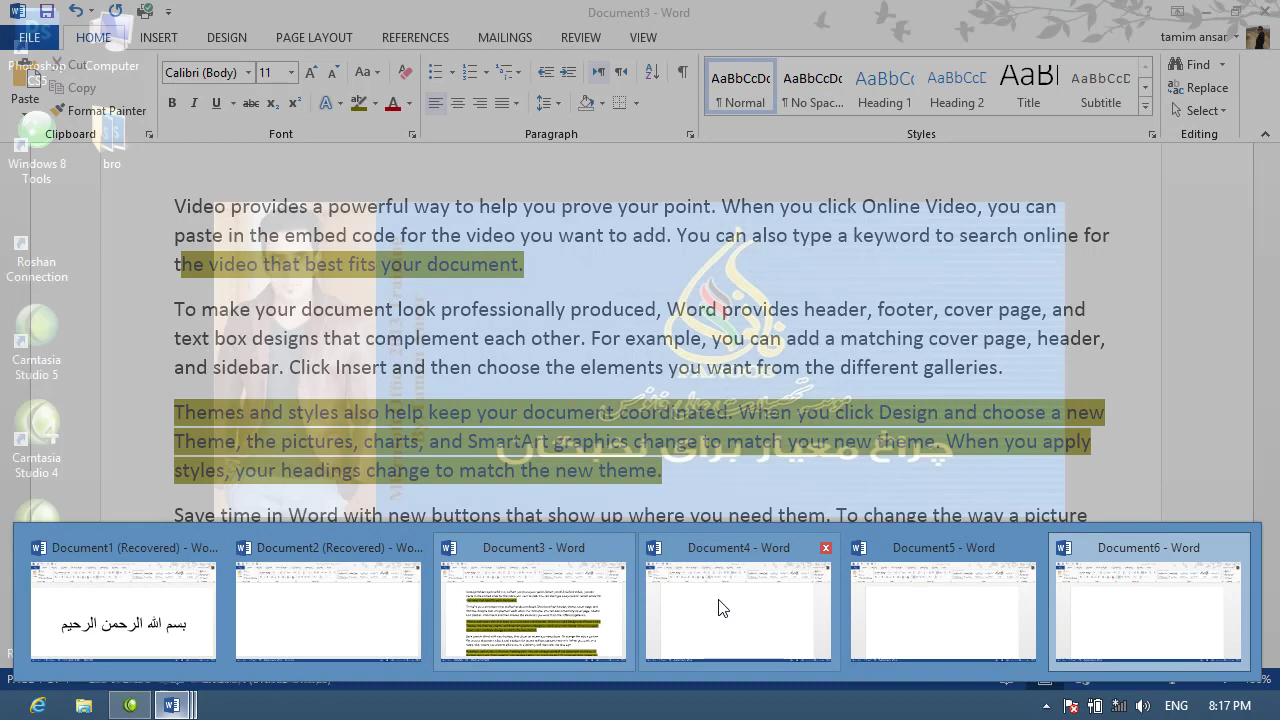 Document3 - Word
FILE HOME INSERT DESIGN PAGE LAYOUT REFERENCES MAILINGS REVIEW VIEW
tamim ansar
Photoshop CS5
Computer
Paste
Cut
Copy
Format Painter
Clipboard
Calibri (Body) 11
Font
Paragraph
AaBbCcDc AaBbCcDc AaBbC AaBbCc AaBl AaBbCcD
¶ Normal ¶ No Spac... Heading 1 Heading 2 Title Subtitle
Styles
Find
Replace
Select
Editing
Windows 8 Tools
bro
Roshan Connection
Camtasia Studio 5
Camtasia Studio 4
Video provides a powerful way to help you prove your point. When you click Online Video, you can
paste in the embed code for the video you want to add. You can also type a keyword to search online for
the video that best fits your document.
To make your document look professionally produced, Word provides header, footer, cover page, and
text box designs that complement each other. For example, you can add a matching cover page, header,
and sidebar. Click Insert and then choose the elements you want from the different galleries.
Themes and styles also help keep your document coordinated. When you click Design and choose a new
Theme, the pictures, charts, and SmartArt graphics change to match your new theme. When you apply
styles, your headings change to match the new theme.
Save time in Word with new buttons that show up where you need them. To change the way a picture
چراغ معیار برای نخبگان
Document1 (Recovered) - Wo... Document2 (Recovered) - Wo... Document3 - Word Document4 - Word Document5 - Word Document6 - Word
بسم الله الرحمن الرحيم
ENG 8:17 PM